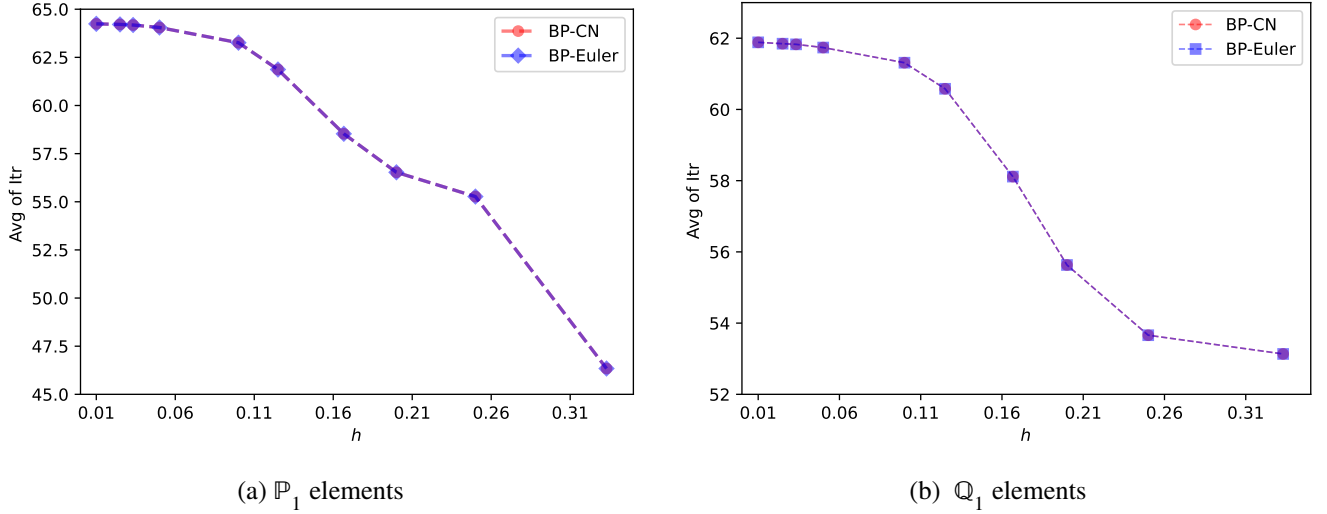 65.0
62.5
60.0
57.5
55.0
52.5
50.0
47.5
45.0
Avg of Itr
BP-CN
BP-Euler
0.01 0.06 0.11 0.16 0.21 0.26 0.31
h
(a) ℙ₁ elements
62
60
58
56
54
52
Avg of Itr
BP-CN
BP-Euler
0.01 0.06 0.11 0.16 0.21 0.26 0.31
h
(b) ℚ₁ elements